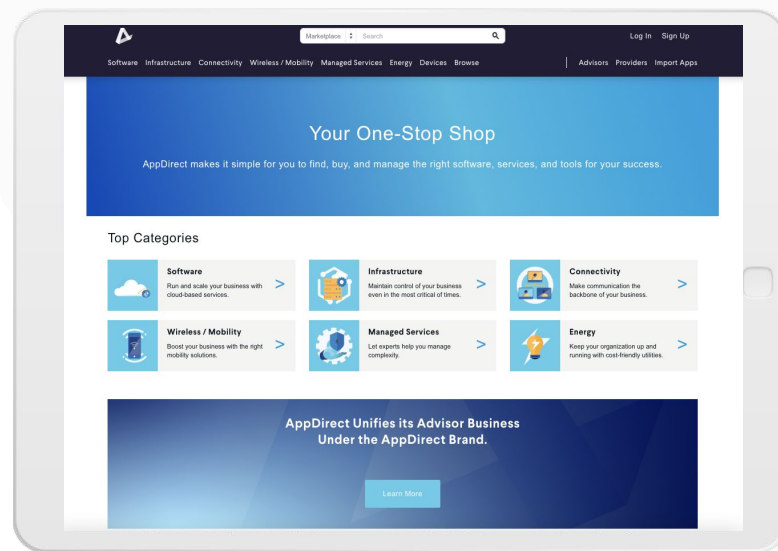 Marketplace Search
Log In Sign Up
Software Infrastructure Connectivity Wireless / Mobility Managed Services Energy Devices Browse Advisors Providers Import Apps
Your One-Stop Shop
AppDirect makes it simple for you to find, buy, and manage the right software, services, and tools for your success.
Top Categories
Software
Run and scale your business with
cloud-based services.
>
Infrastructure
Maintain control of your business
even in the most critical of times.
>
Connectivity
Make communication the
backbone of your business.
>
Wireless / Mobility
Boost your business with the right
mobility solutions.
>
Managed Services
Let experts help you manage
complexity.
>
Energy
Keep your organization up and
running with cost-friendly utilities.
>
AppDirect Unifies its Advisor Business
Under the AppDirect Brand.
Learn More